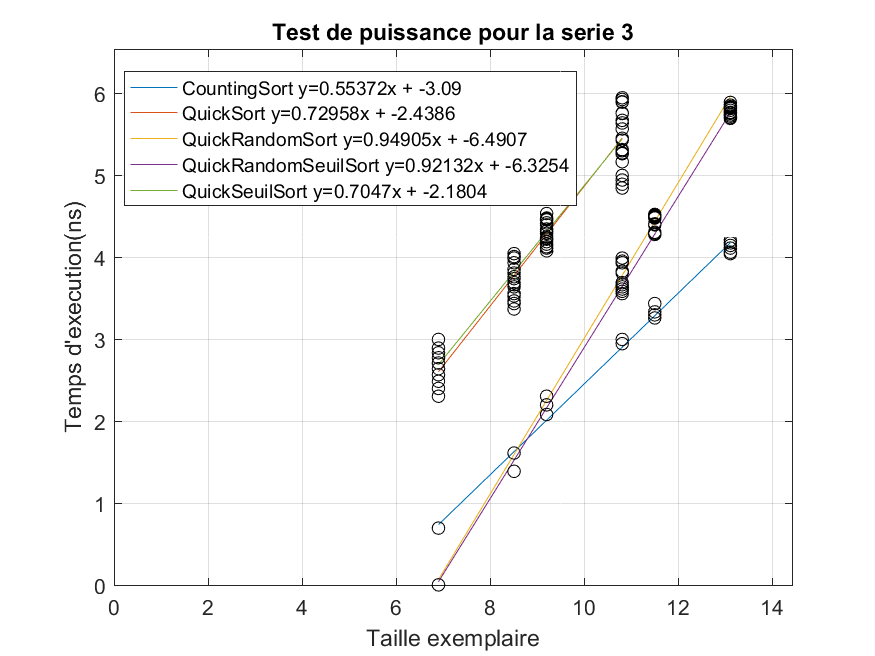 Test de puissance pour la serie 3
CountingSort y=0.55372x + -3.09
QuickSort y=0.72958x + -2.4386
QuickRandomSort y=0.94905x + -6.4907
QuickRandomSeuilSort y=0.92132x + -6.3254
QuickSeuilSort y=0.7047x + -2.1804
Temps d'execution(ns)
6
5
4
3
2
1
0
0 2 4 6 8 10 12 14
Taille exemplaire